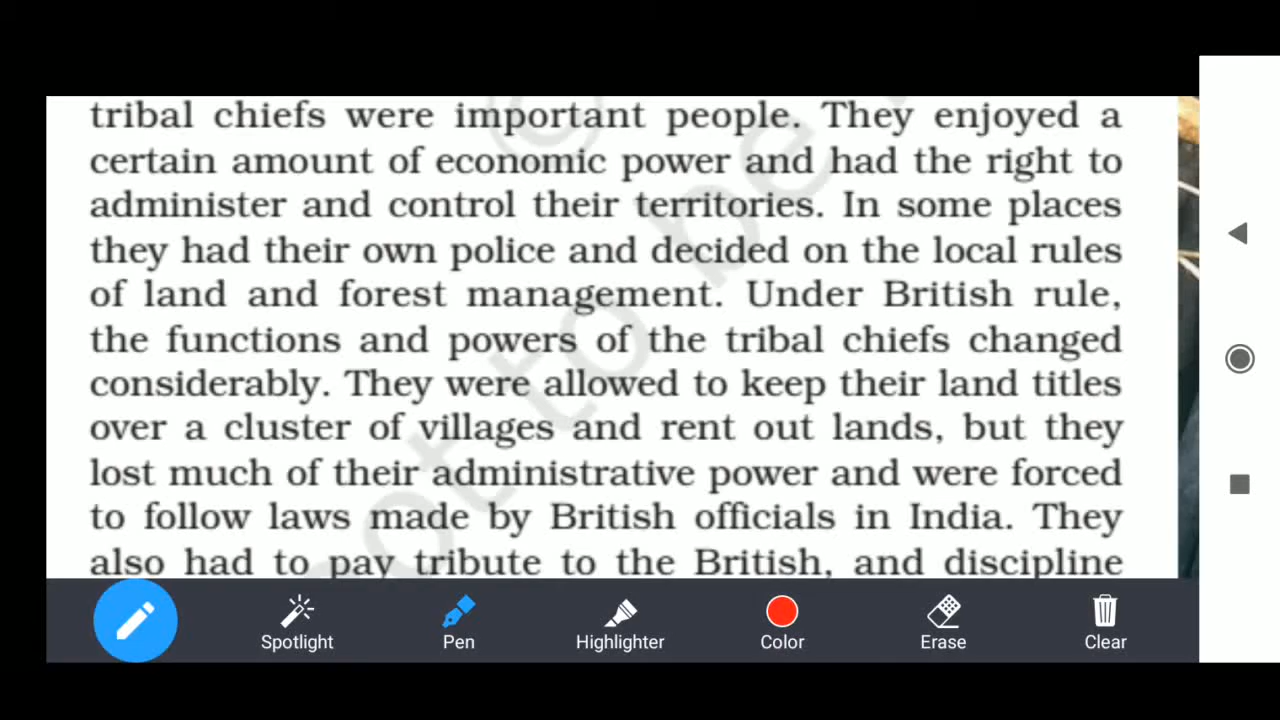 tribal chiefs were important people. They enjoyed a
certain amount of economic power and had the right to
administer and control their territories. In some places
they had their own police and decided on the local rules
of land and forest management. Under British rule,
the functions and powers of the tribal chiefs changed
considerably. They were allowed to keep their land titles
over a cluster of villages and rent out lands, but they
lost much of their administrative power and were forced
to follow laws made by British officials in India. They
also had to pay tribute to the British, and discipline
Spotlight Pen Highlighter Color Erase Clear